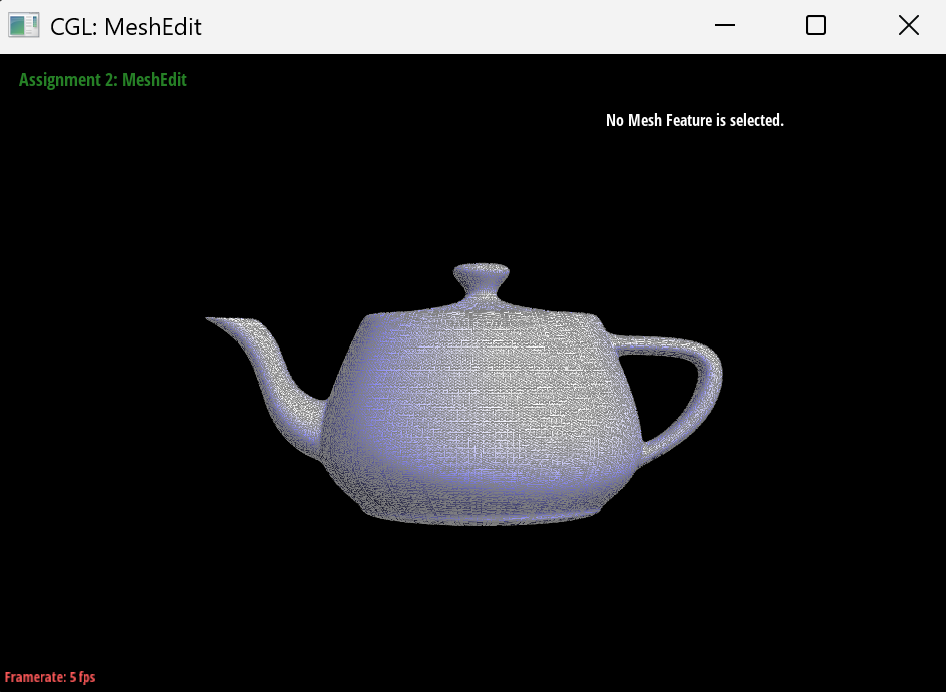 CGL: MeshEdit
Assignment 2: MeshEdit
No Mesh Feature is selected.
Framerate: 5 fps